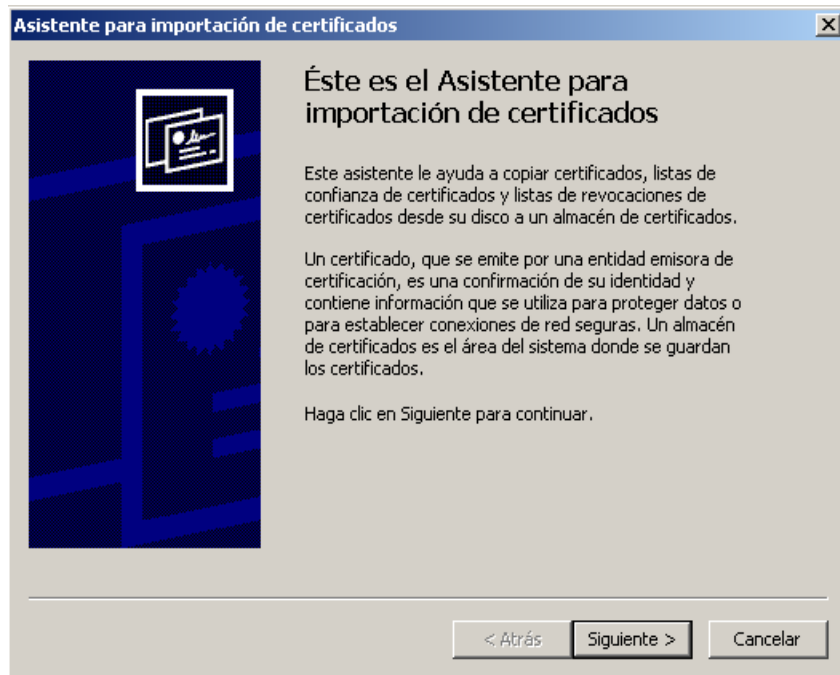 Asistente para importación de certificados
Éste es el Asistente para
importación de certificados
Este asistente le ayuda a copiar certificados, listas de
confianza de certificados y listas de revocaciones de
certificados desde su disco a un almacén de certificados.
Un certificado, que se emite por una entidad emisora de
certificación, es una confirmación de su identidad y
contiene información que se utiliza para proteger datos o
para establecer conexiones de red seguras. Un almacén
de certificados es el área del sistema donde se guardan
los certificados.
Haga clic en Siguiente para continuar.
< Atrás
Siguiente >
Cancelar